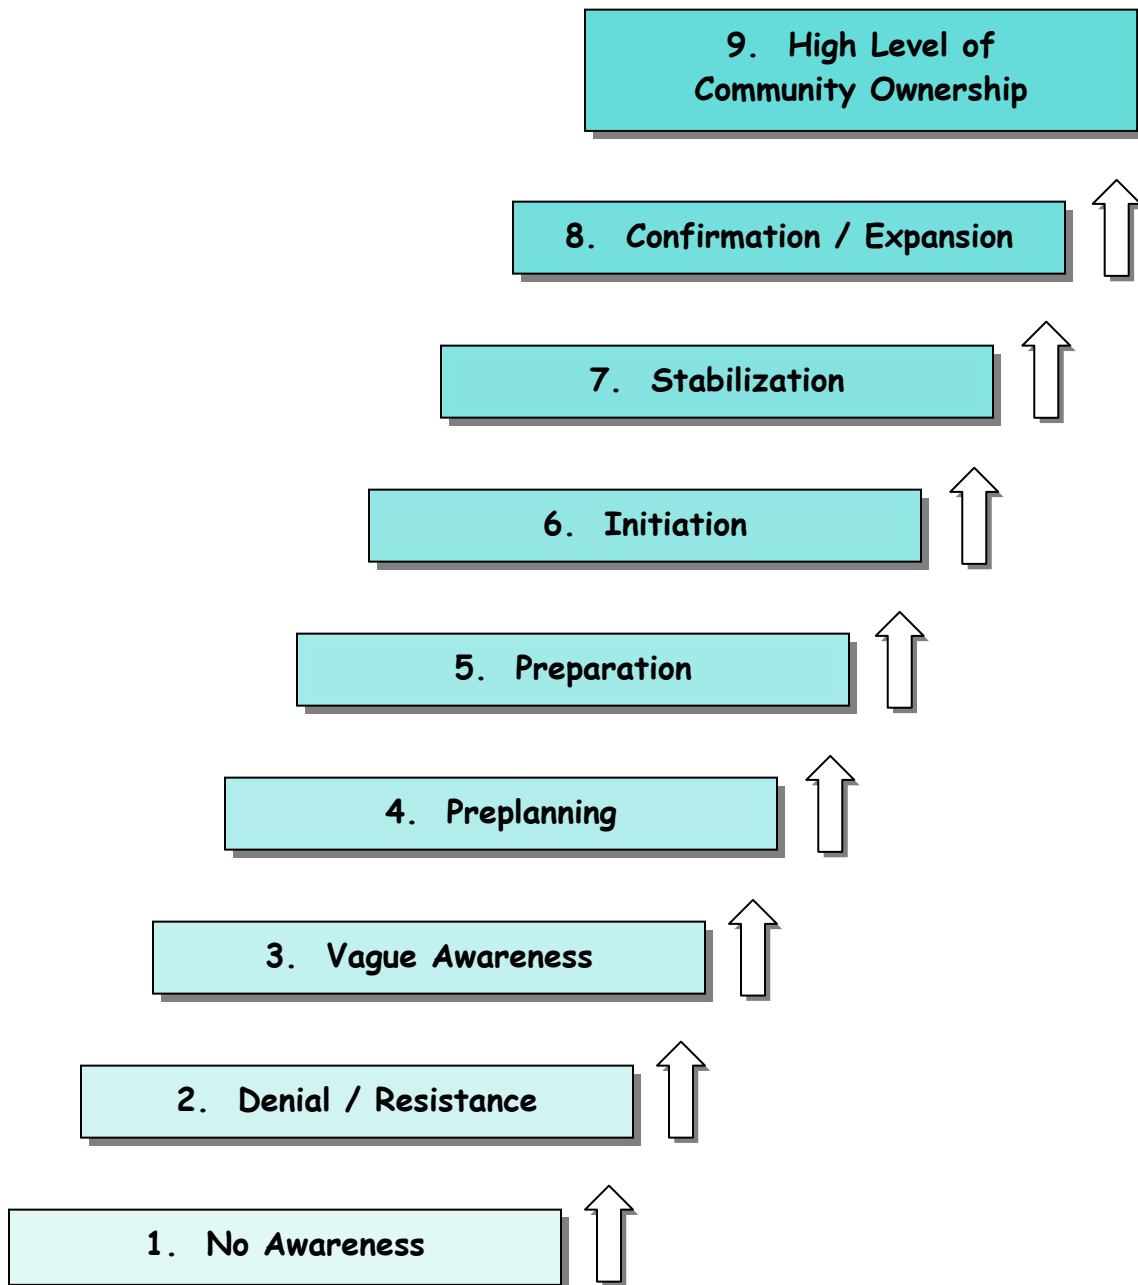 9. High Level of
Community Ownership
8. Confirmation / Expansion
7. Stabilization
6. Initiation
5. Preparation
4. Preplanning
3. Vague Awareness
2. Denial / Resistance
1. No Awareness